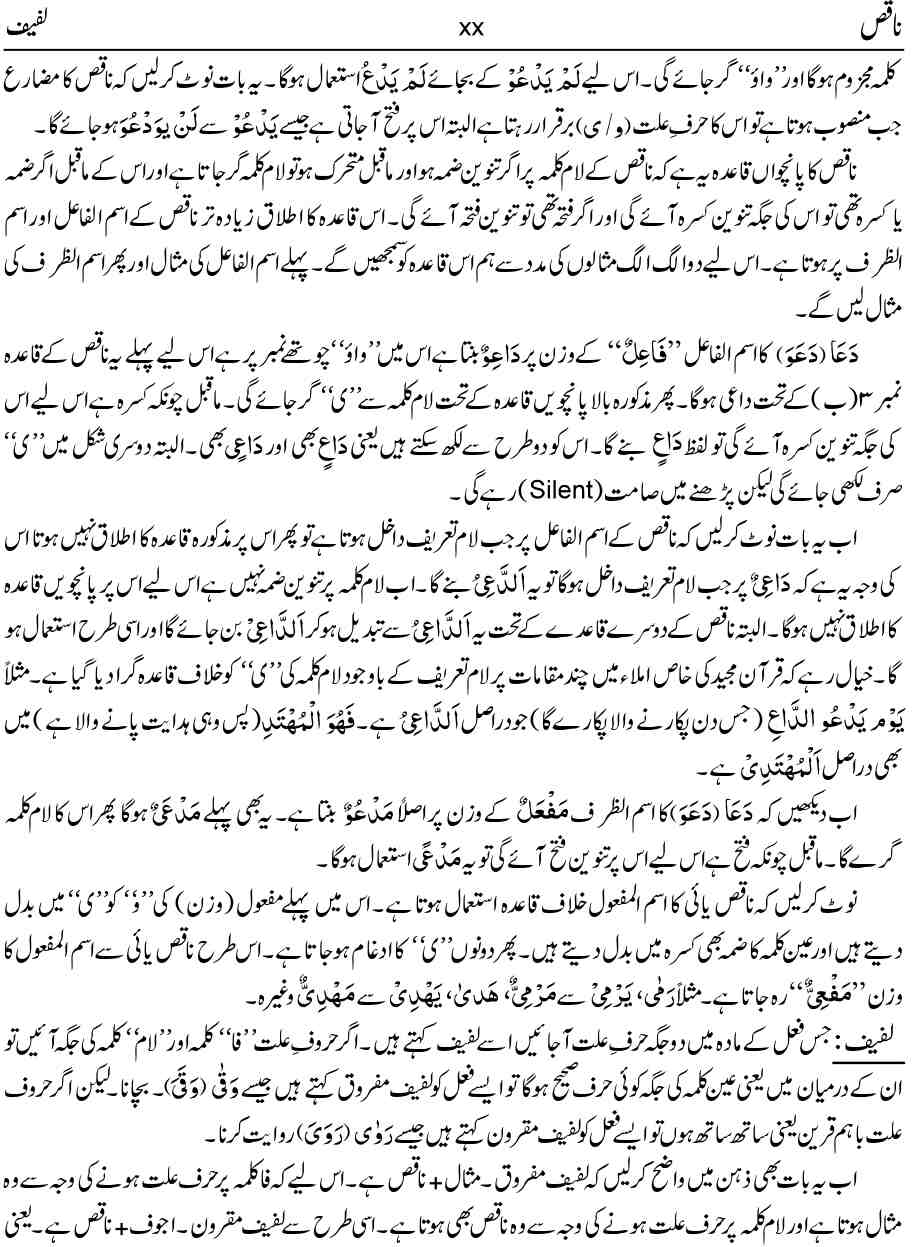 ناقص xx لفیف
کلمہ مجزوم ہوگا اور ’’واؤ‘‘ گر جائے گی۔ اس لیے لَمْ يَدْعُوْ کے بجائے لَمْ يَدْعُ استعمال ہوگا۔ یہ بات نوٹ کرلیں کہ ناقص کا مضارع
جب منصوب ہوتا ہے تو اس کا حرفِ علت (و/ی) برقرار رہتا ہے البتہ اس پر فتح آجاتی ہے جیسے يَدْعُوْ سے لَنْ يوَدْعُوَ ہوجائے گا۔
ناقص کا پانچواں قاعدہ یہ ہے کہ ناقص کے لام کلمہ پر اگر تنوین ضمہ ہو اور ماقبل متحرک ہو تو لام کلمہ گر جاتا ہے اور اس کے ماقبل اگر ضمہ
یا کسرہ تھی تو اس کی جگہ تنوین کسرہ آئے گی اور اگر فتحہ تھی تو تنوین فتحہ آئے گی۔ اس قاعدہ کا اطلاق زیادہ تر ناقص کے اسم الفاعل اور اسم
الظرف پر ہوتا ہے۔ اس لیے دو الگ الگ مثالوں کی مدد سے ہم اس قاعدہ کو سمجھیں گے۔ پہلے اسم الفاعل کی مثال اور پھر اسم الظرف کی
مثال لیں گے۔
دَعَا (دَعَوَ) کا اسم الفاعل ’’فَاعِلٌ‘‘ کے وزن پر دَاعِوٌ بنتا ہے اس میں ’’واؤ‘‘ چوتھے نمبر پر ہے اس لیے پہلے یہ ناقص کے قاعدہ
نمبر ۳(ب) کے تحت داعی ہوگا۔ پھر مذکورہ بالا پانچویں قاعدہ کے تحت لام کلمہ سے ’’ی‘‘ گر جائے گی۔ ماقبل چونکہ کسرہ ہے اس لیے اس
کی جگہ تنوین کسرہ آئے گی تو لفظ دَاعٍ بنے گا۔ اس کو دو طرح سے لکھ سکتے ہیں یعنی دَاعٍ بھی اور دَاعٍی بھی۔ البتہ دوسری شکل میں ’’ی‘‘
صرف لکھی جائے گی لیکن پڑھنے میں صامت (Silent) رہے گی۔
اب یہ بات نوٹ کرلیں کہ ناقص کے اسم الفاعل پر جب لام تعریف داخل ہوتا ہے تو پھر اس پر مذکورہ قاعدہ کا اطلاق نہیں ہوتا اس
کی وجہ یہ ہے کہ دَاعِیٌ پر جب لام تعریف داخل ہوگا تو یہ اَلدَّاعِیُ بنے گا۔ اب لام کلمہ پر تنوین ضمہ نہیں ہے اس لیے اس پر پانچویں قاعدہ
کا اطلاق نہیں ہوگا۔ البتہ ناقص کے دوسرے قاعدے کے تحت یہ اَلدَّاعِیُ سے تبدیل ہوکر اَلدَّاعِیْ بن جائے گا اور اسی طرح استعمال ہو
گا۔ خیال رہے کہ قرآن مجید کی خاص املاء میں چند مقامات پر لام تعریف کے باوجود لام کلمہ کی ’’ی‘‘ کو خلاف قاعدہ گرا دیا گیا ہے۔ مثلاً
يَوْم يَدْعُو الدَّاعِ (جس دن پکارنے والا پکارے گا) جو دراصل اَلدَّاعِیُ ہے۔ فَهُوَ الْمُهْتَدِ (پس وہی ہدایت پانے والا ہے) میں
بھی دراصل اَلْمُهْتَدِیْ ہے۔
اب دیکھیں کہ دَعَا (دَعَوَ) کا اسم الظرف مَفْعَلٌ کے وزن پر اصلاً مَدْعُوٌ بنتا ہے۔ یہ بھی پہلے مَدْعَیٌ ہوگا پھر اس کا لام کلمہ
گرے گا۔ ماقبل چونکہ فتح ہے اس لیے اس پر تنوین فتح آئے گی تو یہ مَدْعًی استعمال ہوگا۔
نوٹ کرلیں کہ ناقص یائی کا اسم المفعول خلاف قاعدہ استعمال ہوتا ہے۔ اس میں پہلے مفعول (وزن) کی ’’وُ‘‘ کو ’’ی‘‘ میں بدل
دیتے ہیں اور عین کلمہ کا ضمہ بھی کسرہ میں بدل دیتے ہیں۔ پھر دونوں ’’ی‘‘ کا ادغام ہوجاتا ہے۔ اس طرح ناقص یائی سے اسم المفعول کا
وزن ’’مَفْعِیٌّ‘‘ رہ جاتا ہے۔ مثلاً رَمٰی، يَرْمِیْ سے مَرْمِیٌّ، هَدیٰ، يَهْدِیْ سے مَهْدِیٌّ وغیرہ۔
لفیف: جس فعل کے مادہ میں دو جگہ حرفِ علت آجائیں اسے لفیف کہتے ہیں۔ اگر حروف علت ’’فا‘‘ کلمہ اور ’’لام‘‘ کلمہ کی جگہ آئیں تو
ان کے درمیان میں یعنی عین کلمہ کی جگہ کوئی حرف صحیح ہوگا تو ایسے فعل کو لفیف مفروق کہتے ہیں جیسے وَقٰی (وَقَیَ)۔ بچانا۔ لیکن اگر حروف
علت باہم قرین یعنی ساتھ ساتھ ہوں تو ایسے فعل کو لفیف مقرون کہتے ہیں جیسے رَوٰی (رَوَیَ) روایت کرنا۔
اب یہ بات بھی ذہن میں واضح کرلیں کہ لفیف مفروق۔ مثال + ناقص ہے۔ اس لیے کہ فا کلمہ پر حرف علت ہونے کی وجہ سے وہ
مثال ہوتا ہے اور لام کلمہ پر حرف علت ہونے کی وجہ سے وہ ناقص بھی ہوتا ہے۔ اسی طرح سے لفیف مقرون۔ اجوف + ناقص ہے۔ یعنی